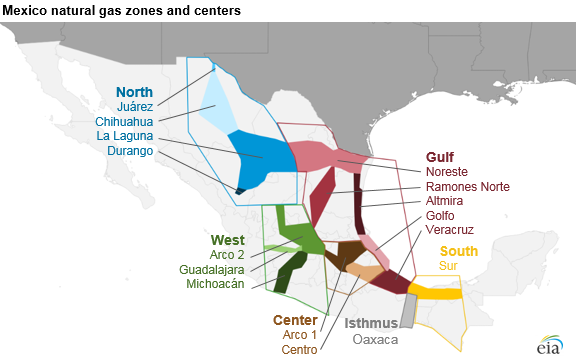 Mexico natural gas zones and centers
North
Juárez
Chihuahua
La Laguna
Durango
Gulf
Noreste
Ramones Norte
Altmira
Golfo
Veracruz
West
Arco 2
Guadalajara
Michoacán
South
Sur
Center
Arco 1
Centro
Isthmus
Oaxaca
eia